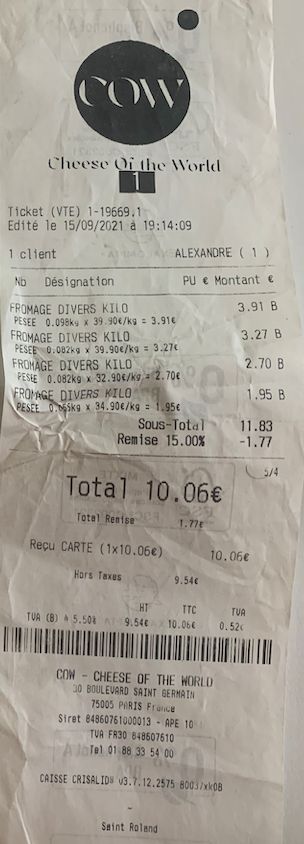 COW
Cheese Of the World
1
Ticket (VTE) 1-19669.1
Edité le 15/09/2021 à 19:14:09
1 client ALEXANDRE ( 1 )
Nb Désignation PU € Montant €
FROMAGE DIVERS KILO 3.91 B
PESEE 0.098kg x 39.90€/kg = 3.91€
FROMAGE DIVERS KILO 3.27 B
PESEE 0.082kg x 39.90€/kg = 3.27€
FROMAGE DIVERS KILO 2.70 B
PESEE 0.082kg x 32.90€/kg = 2.70€
FROMAGE DIVERS KILO 1.95 B
PESEE x 34.90€/kg = 1.95€
Sous-Total 11.83
Remise 15.00% -1.77
5/4
Total 10.06€
Total Remise 1.77€
Reçu CARTE (1x10.06€) 10.06€
Hors Taxes 9.54€
HT TTC TVA
TVA (B) à 5.50% 9.54€ 10.06€ 0.52€
COW - CHEESE OF THE WORLD
30 BOULEVARD SAINT GERMAIN
75005 PARIS France
Siret 84860761000013 - APE
TVA FR30 848607610
Tel 01 88 33 54 00
CAISSE CRISALID® v3.7.12.2575
-
Saint Roland